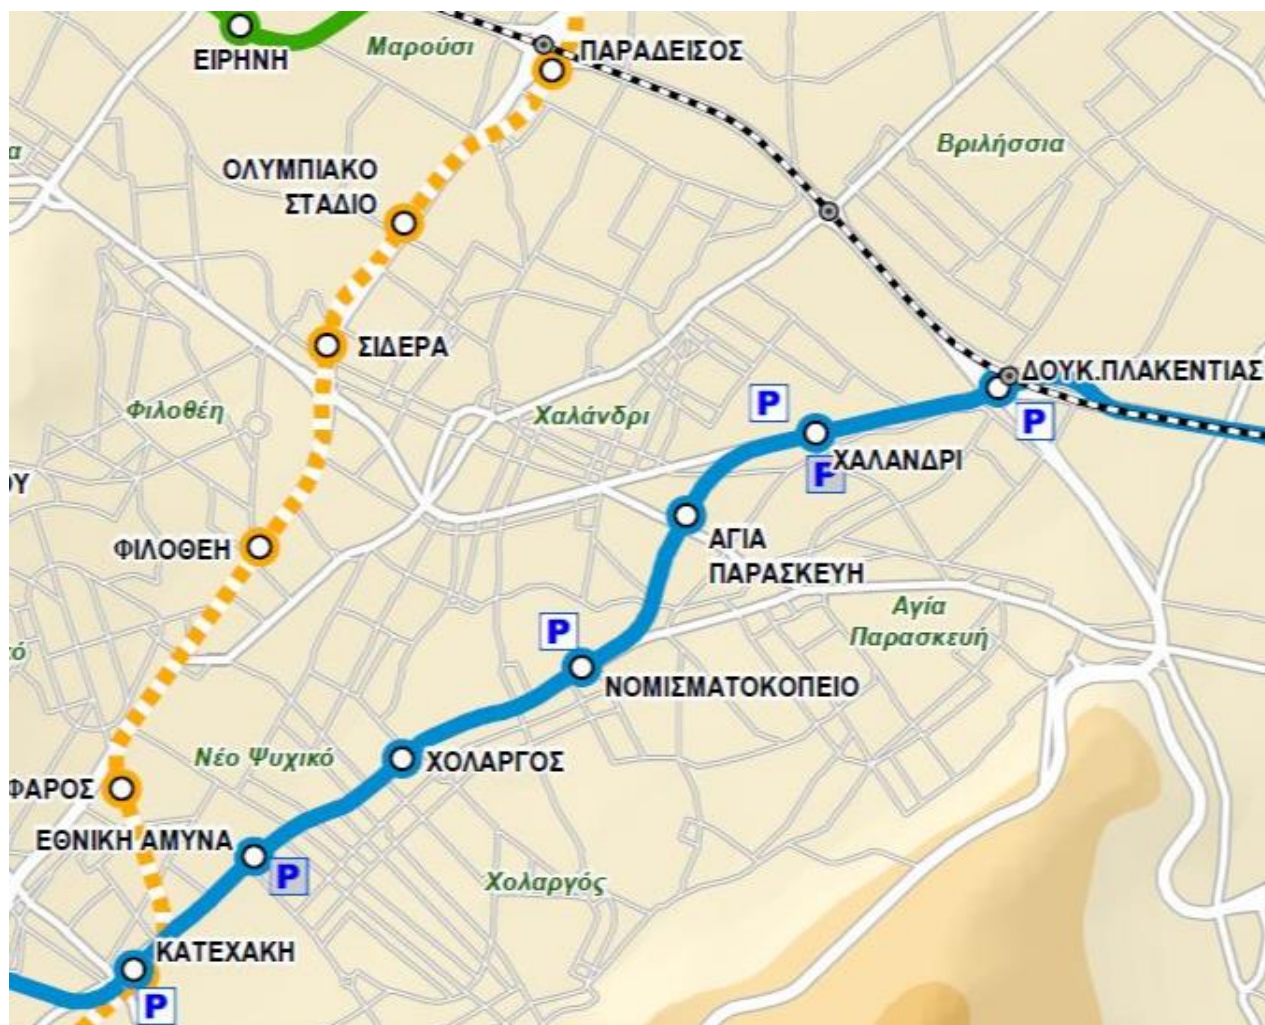 ΕΙΡΗΝΗ
Μαρούσι
ΠΑΡΑΔΕΙΣΟΣ
Βριλήσσια
ΟΛΥΜΠΙΑΚΟ
ΣΤΑΔΙΟ
ΣΙΔΕΡΑ
ΔΟΥΚ.ΠΛΑΚΕΝΤΙΑΣ
P
P
Φιλοθέη
Χαλάνδρι
ΧΑΛΑΝΔΡΙ
P
ΦΙΛΟΘΕΗ
ΑΓΙΑ
ΠΑΡΑΣΚΕΥΗ
Αγία
Παρασκευή
P
ΝΟΜΙΣΜΑΤΟΚΟΠΕΙΟ
Νέο Ψυχικό
ΧΟΛΑΡΓΟΣ
ΦΑΡΟΣ
ΕΘΝΙΚΗ ΑΜΥΝΑ
P
Χολαργός
ΚΑΤΕΧΑΚΗ
P